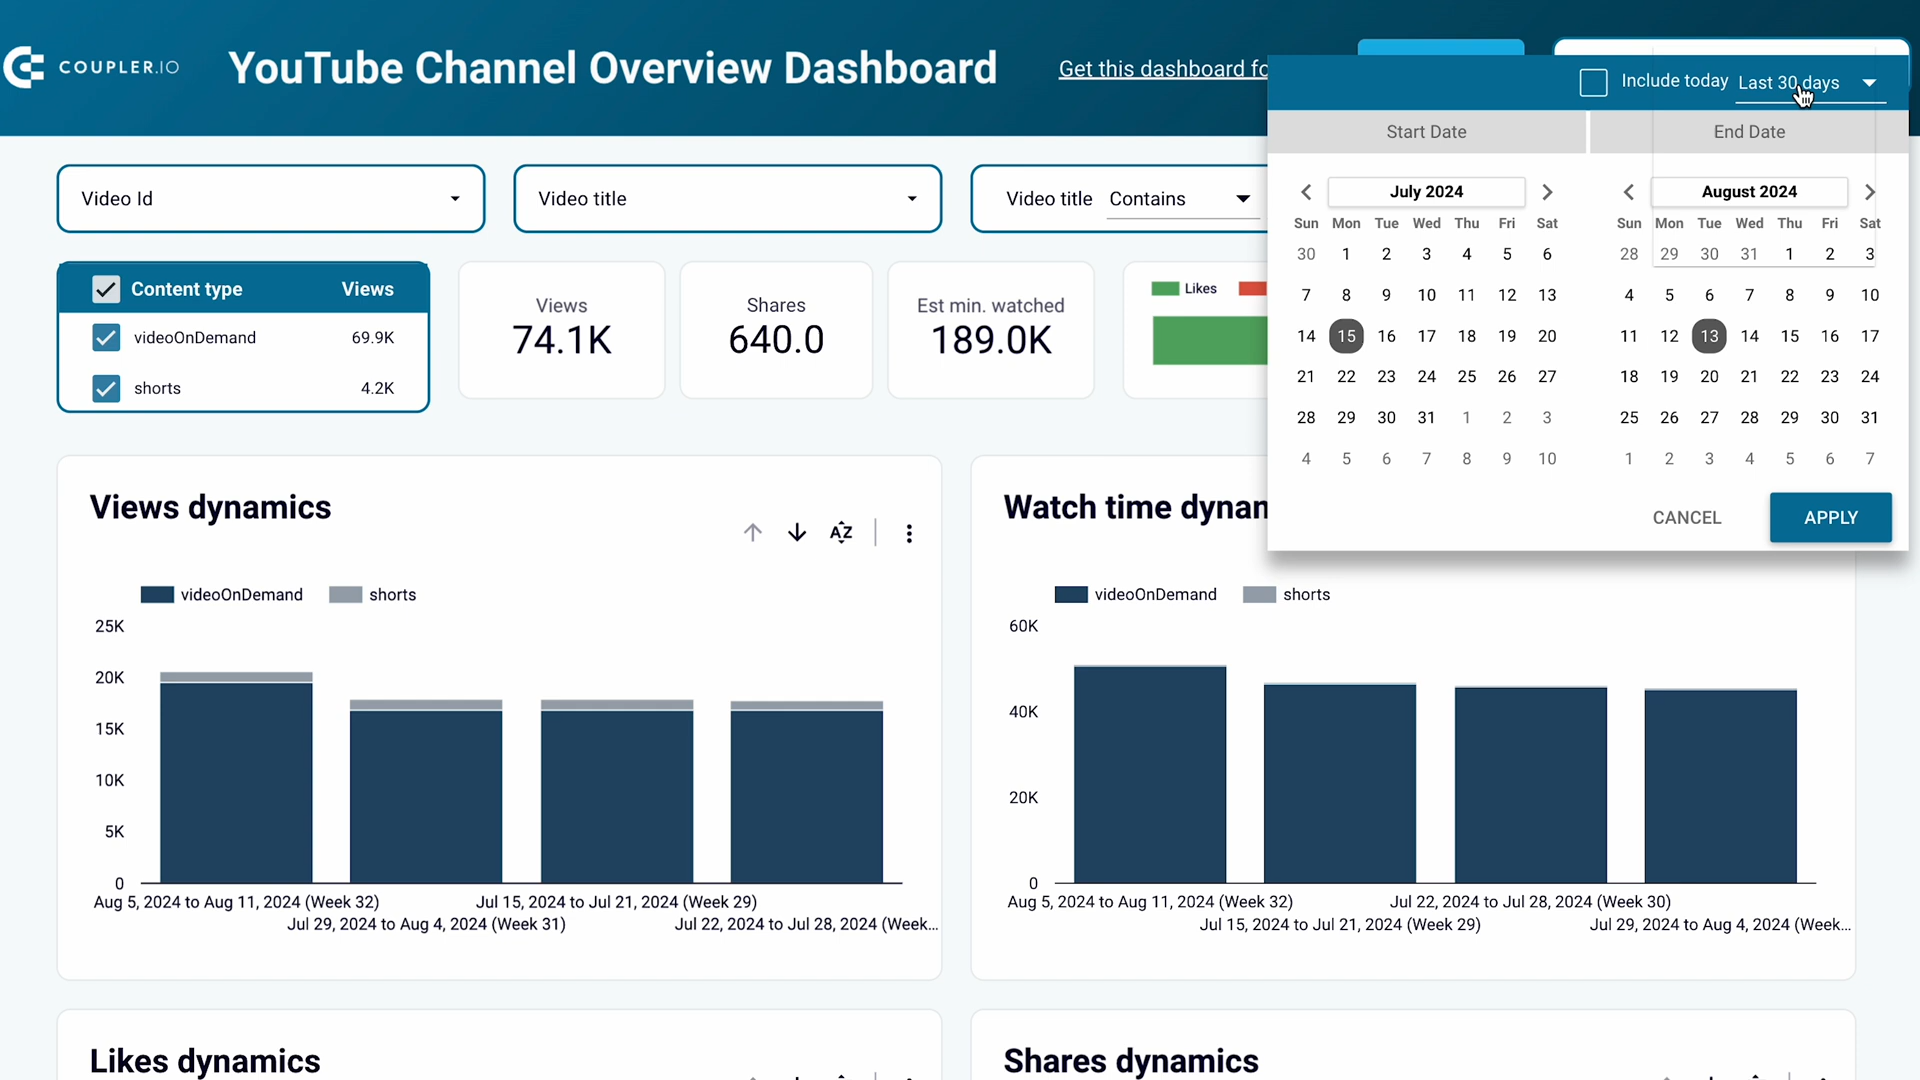 COUPLER.IO
YouTube Channel Overview Dashboard
Get this dashboard fo
Include today
Last 30 days
Start Date
End Date
July 2024
August 2024
Sun Mon Tue Wed Thu Fri Sat
30 1 2 3 4 5 6
7 8 9 10 11 12 13
14 15 16 17 18 19 20
21 22 23 24 25 26 27
28 29 30 31 1 2 3
4 5 6 7 8 9 10
Sun Mon Tue Wed Thu Fri Sat
28 29 30 31 1 2 3
4 5 6 7 8 9 10
11 12 13 14 15 16 17
18 19 20 21 22 23 24
25 26 27 28 29 30 31
1 2 3 4 5 6 7
CANCEL
APPLY
Video Id
Video title
Video title Contains
Content type Views
videoOnDemand 69.9K
shorts 4.2K
Views
74.1K
Shares
640.0
Est min. watched
189.0K
Likes
Views dynamics
AZ
videoOnDemand shorts
25K
20K
15K
10K
5K
0
Aug 5, 2024 to Aug 11, 2024 (Week 32)
Jul 29, 2024 to Aug 4, 2024 (Week 31)
Jul 15, 2024 to Jul 21, 2024 (Week 29)
Jul 22, 2024 to Jul 28, 2024 (Week...
Watch time dynan
videoOnDemand shorts
60K
40K
20K
0
Aug 5, 2024 to Aug 11, 2024 (Week 32)
Jul 15, 2024 to Jul 21, 2024 (Week 29)
Jul 22, 2024 to Jul 28, 2024 (Week 30)
Jul 29, 2024 to Aug 4, 2024 (Week...
Likes dynamics
Shares dynamics